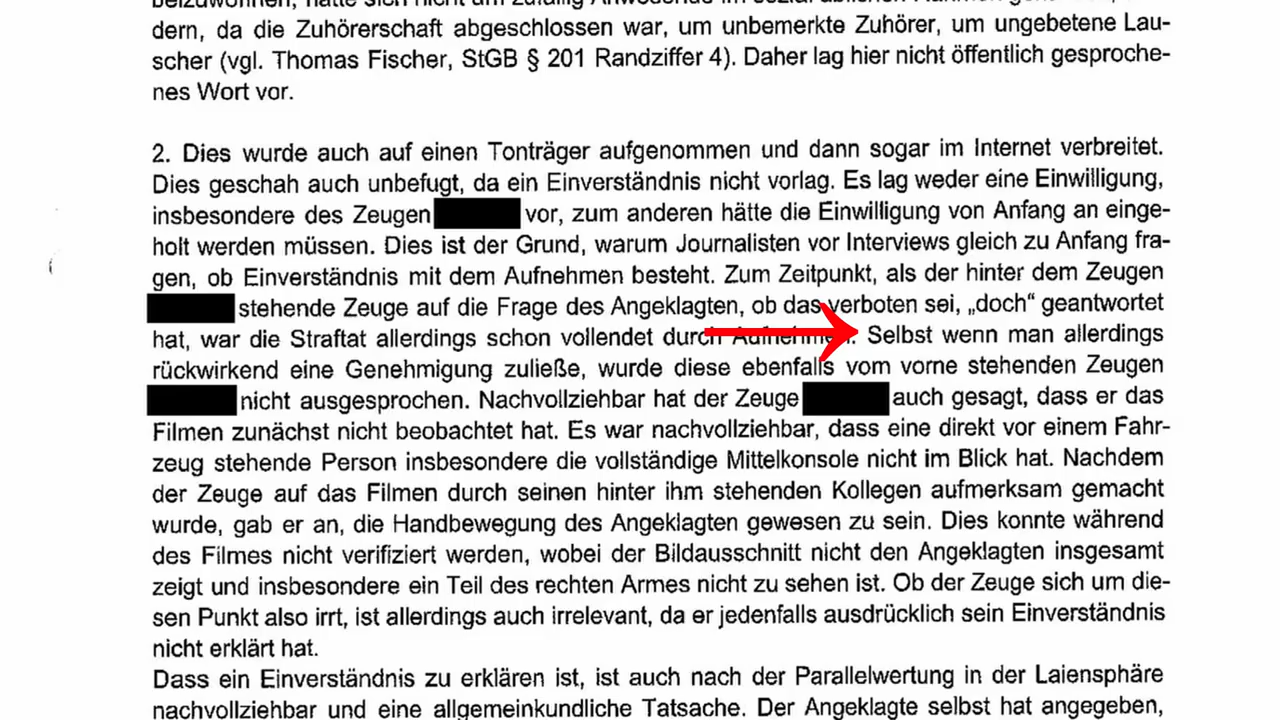 dern, da die Zuhörerschaft abgeschlossen war, um unbemerkte Zuhörer, um ungebetene Lau-
scher (vgl. Thomas Fischer, StGB § 201 Randziffer 4). Daher lag hier nicht öffentlich gesproche-
nes Wort vor.
2. Dies wurde auch auf einen Tonträger aufgenommen und dann sogar im Internet verbreitet.
Dies geschah auch unbefugt, da ein Einverständnis nicht vorlag. Es lag weder eine Einwilligung,
insbesondere des Zeugen vor, zum anderen hätte die Einwilligung von Anfang an einge-
holt werden müssen. Dies ist der Grund, warum Journalisten vor Interviews gleich zu Anfang fra-
gen, ob Einverständnis mit dem Aufnehmen besteht. Zum Zeitpunkt, als der hinter dem Zeugen
stehende Zeuge auf die Frage des Angeklagten, ob das verboten sei, „doch“ geantwortet
hat, war die Straftat allerdings schon vollendet durch Aufnehmen. Selbst wenn man allerdings
rückwirkend eine Genehmigung zuließe, wurde diese ebenfalls vom vorne stehenden Zeugen
nicht ausgesprochen. Nachvollziehbar hat der Zeuge auch gesagt, dass er das
Filmen zunächst nicht beobachtet hat. Es war nachvollziehbar, dass eine direkt vor einem Fahr-
zeug stehende Person insbesondere die vollständige Mittelkonsole nicht im Blick hat. Nachdem
der Zeuge auf das Filmen durch seinen hinter ihm stehenden Kollegen aufmerksam gemacht
wurde, gab er an, die Handbewegung des Angeklagten gewesen zu sein. Dies konnte während
des Filmes nicht verifiziert werden, wobei der Bildausschnitt nicht den Angeklagten insgesamt
zeigt und insbesondere ein Teil des rechten Armes nicht zu sehen ist. Ob der Zeuge sich um die-
sen Punkt also irrt, ist allerdings auch irrelevant, da er jedenfalls ausdrücklich sein Einverständnis
nicht erklärt hat.
Dass ein Einverständnis zu erklären ist, ist auch nach der Parallelwertung in der Laiensphäre
nachvollziehbar und eine allgemeinkundliche Tatsache. Der Angeklagte selbst hat angegeben,